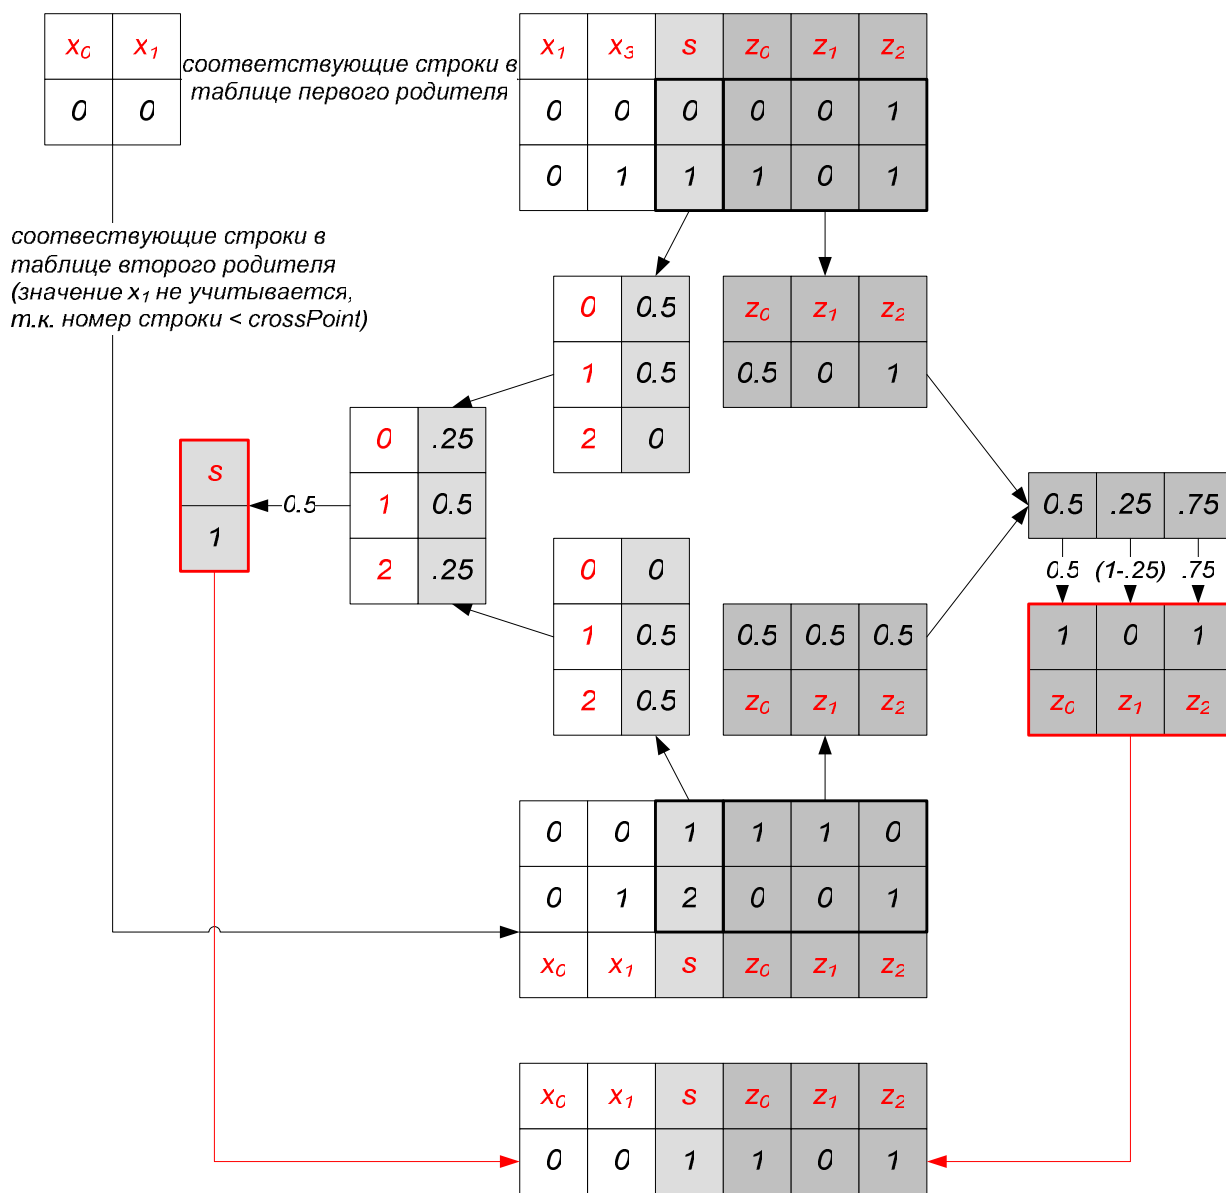 x₀ x₁
0 0
соответствующие строки в
таблице первого родителя
x₁ x₃ s z₀ z₁ z₂
0 0 0 0 0 1
0 1 1 1 0 1
соотвествующие строки в
таблице второго родителя
(значение x₁ не учитывается,
т.к. номер строки < crossPoint)
0 0.5
1 0.5
2 0
z₀ z₁ z₂
0.5 0 1
0 .25
1 0.5
2 .25
0.5
s
1
0.5 .25 .75
0.5 (1-.25) .75
1 0 1
z₀ z₁ z₂
0 0
1 0.5
2 0.5
0.5 0.5 0.5
z₀ z₁ z₂
0 0 1 1 1 0
0 1 2 0 0 1
x₀ x₁ s z₀ z₁ z₂
x₀ x₁ s z₀ z₁ z₂
0 0 1 1 0 1